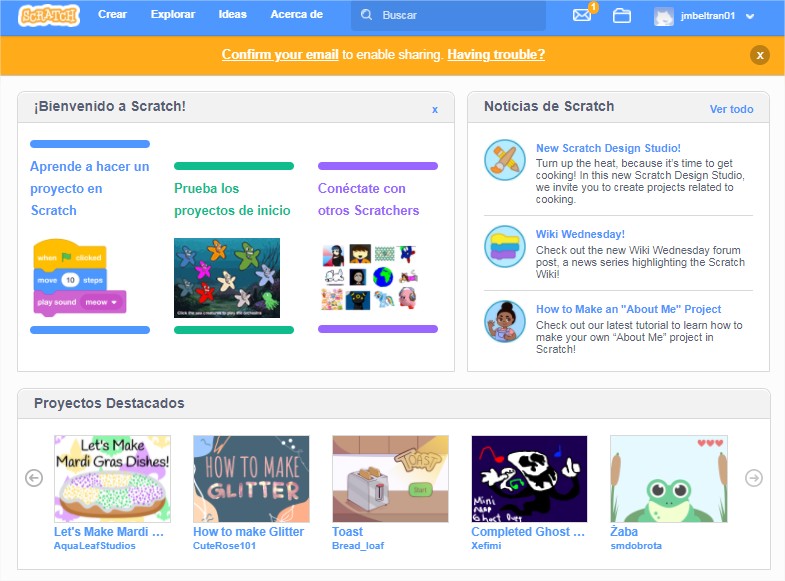 SCRATCH
Crear
Explorar
Ideas
Acerca de
Buscar
1
jmbeltran01
Confirm your email to enable sharing. Having trouble?
x
¡Bienvenido a Scratch!
x
Aprende a hacer un
proyecto en
Scratch
when clicked
move 10 steps
play sound meow
Prueba los
proyectos de inicio
Conéctate con
otros Scratchers
Noticias de Scratch
Ver todo
New Scratch Design Studio!
Turn up the heat, because it's time to get
cooking! In this new Scratch Design Studio,
we invite you to create projects related to
cooking.
Wiki Wednesday!
Check out the new Wiki Wednesday forum
post, a news series highlighting the Scratch
Wiki!
How to Make an "About Me" Project
Check out our latest tutorial to learn how to
make your own “About Me” project in
Scratch!
Proyectos Destacados
Let's Make
Mardi Gras Dishes!
Let's Make Mardi ...
AquaLeafStudios
HOW TO MAKE
GLITTER
How to make Glitter
CuteRose101
TOAST
Start
Toast
Bread_loaf
Mini
Map
Ghost Duet
Completed Ghost ...
Xefimi
Żaba
smdobrota